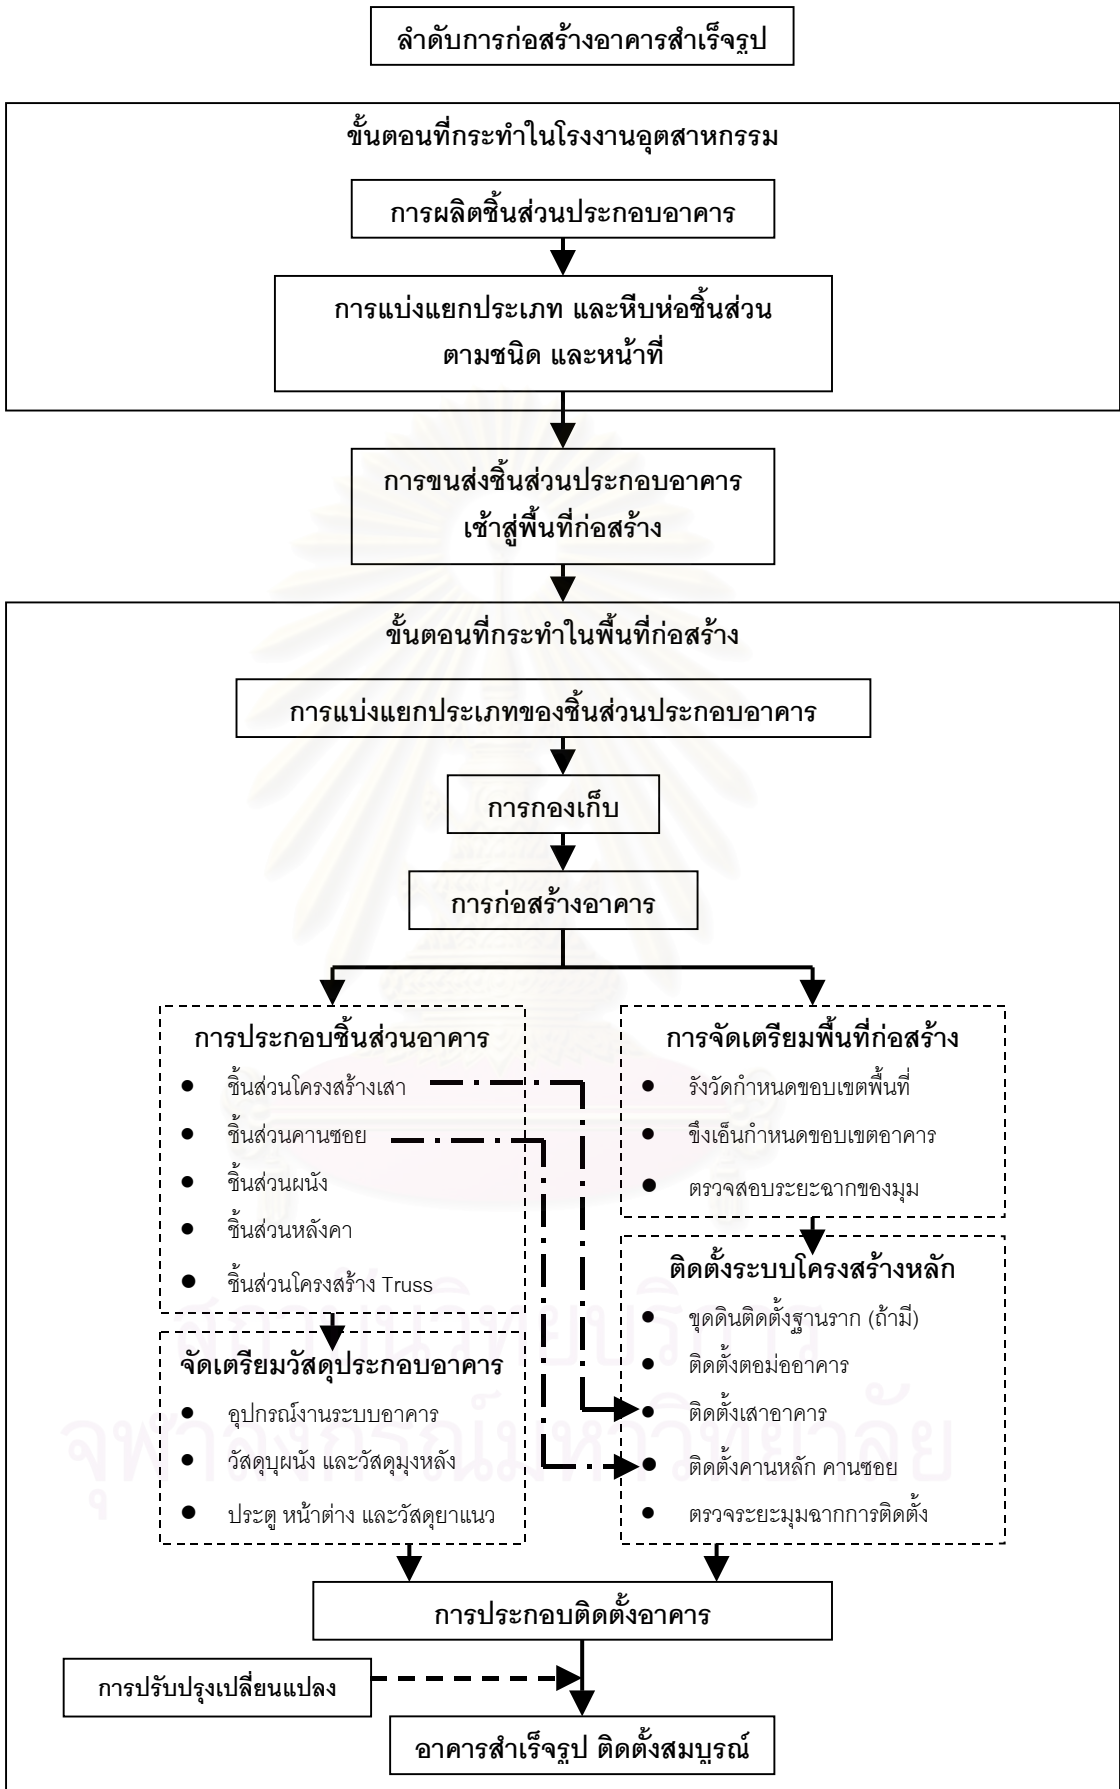 ลำดับการก่อสร้างอาคารสำเร็จรูป
ขั้นตอนที่กระทำในโรงงานอุตสาหกรรม
การผลิตชิ้นส่วนประกอบอาคาร
การแบ่งแยกประเภท และหีบห่อชิ้นส่วน
ตามชนิด และหน้าที่
การขนส่งชิ้นส่วนประกอบอาคาร
เช้าสู่พื้นที่ก่อสร้าง
ขั้นตอนที่กระทำในพื้นที่ก่อสร้าง
การแบ่งแยกประเภทของชิ้นส่วนประกอบอาคาร
การกองเก็บ
การก่อสร้างอาคาร
การประกอบชิ้นส่วนอาคาร
• ชิ้นส่วนโครงสร้างเสา
• ชิ้นส่วนคานซอย
• ชิ้นส่วนผนัง
• ชิ้นส่วนหลังคา
• ชิ้นส่วนโครงสร้าง Truss
จัดเตรียมวัสดุประกอบอาคาร
• อุปกรณ์งานระบบอาคาร
• วัสดุบุผนัง และวัสดุมุงหลัง
• ประตู หน้าต่าง และวัสดุยาแนว
การจัดเตรียมพื้นที่ก่อสร้าง
• รังวัดกำหนดขอบเขตพื้นที่
• ขึงเอ็นกำหนดขอบเขตอาคาร
• ตรวจสอบระยะฉากของมุม
ติดตั้งระบบโครงสร้างหลัก
• ขุดดินติดตั้งฐานราก (ถ้ามี)
• ติดตั้งตอม่ออาคาร
• ติดตั้งเสาอาคาร
• ติดตั้งคานหลัก คานซอย
• ตรวจระยะมุมฉากการติดตั้ง
การประกอบติดตั้งอาคาร
การปรับปรุงเปลี่ยนแปลง
อาคารสำเร็จรูป ติดตั้งสมบูรณ์
สถาบันวิทยบริการ
จุฬาลงกรณ์มหาวิทยาลัย